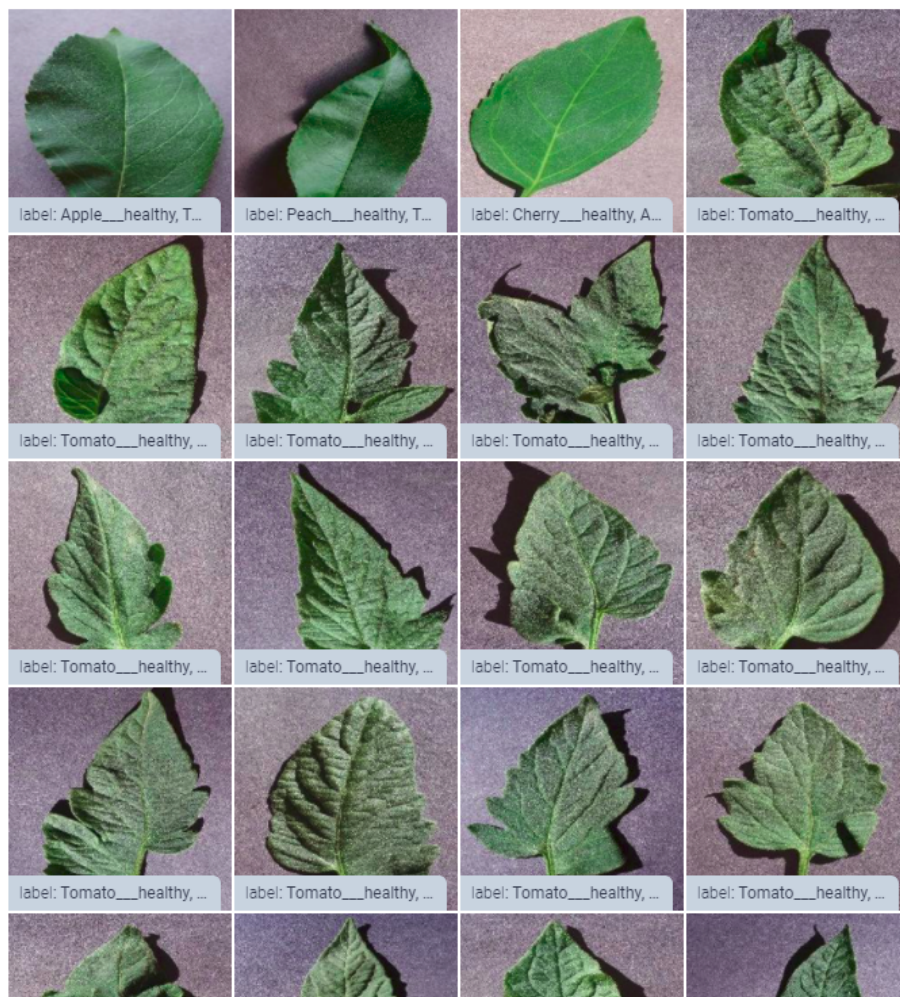 label: Apple___healthy, T...
label: Peach___healthy, T...
label: Cherry___healthy, A...
label: Tomato___healthy, ...
label: Tomato___healthy, ...
label: Tomato___healthy, ...
label: Tomato___healthy, ...
label: Tomato___healthy, ...
label: Tomato___healthy, ...
label: Tomato___healthy, ...
label: Tomato___healthy, ...
label: Tomato___healthy, ...
label: Tomato___healthy, ...
label: Tomato___healthy, ...
label: Tomato___healthy, ...
label: Tomato___healthy, ...